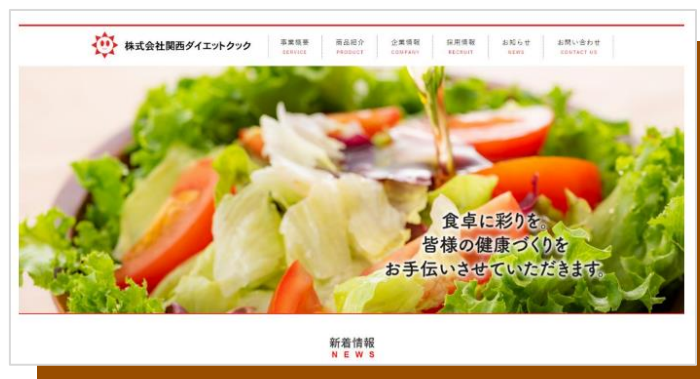 株式会社関西ダイエットクック
事業概要 商品紹介 企業情報 採用情報 お知らせ お問い合わせ
SERVICE PRODUCT COMPANY RECRUIT NEWS CONTACT US
食卓に彩りを。
皆様の健康づくりを
お手伝いさせていただきます。
新着情報
NEWS